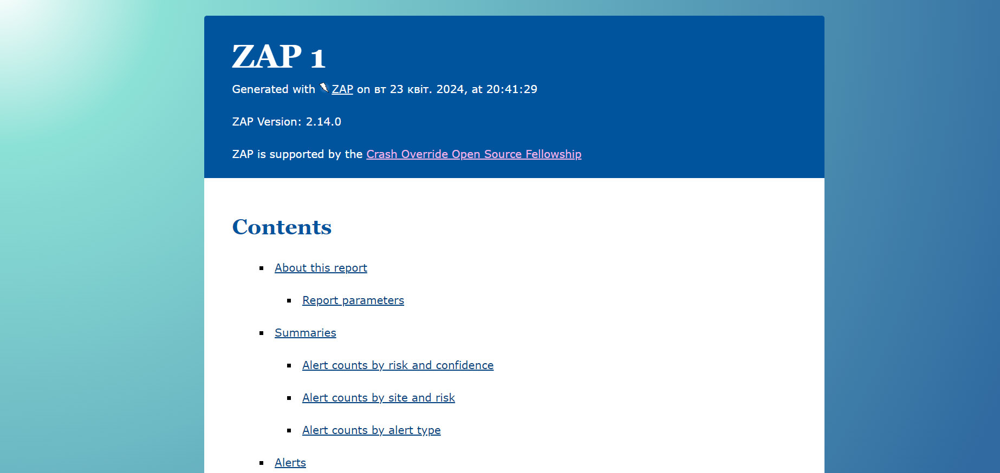 ZAP 1
Generated with ZAP on вт 23 квіт. 2024, at 20:41:29
ZAP Version: 2.14.0
ZAP is supported by the Crash Override Open Source Fellowship
Contents
About this report
Report parameters
Summaries
Alert counts by risk and confidence
Alert counts by site and risk
Alert counts by alert type
Alerts